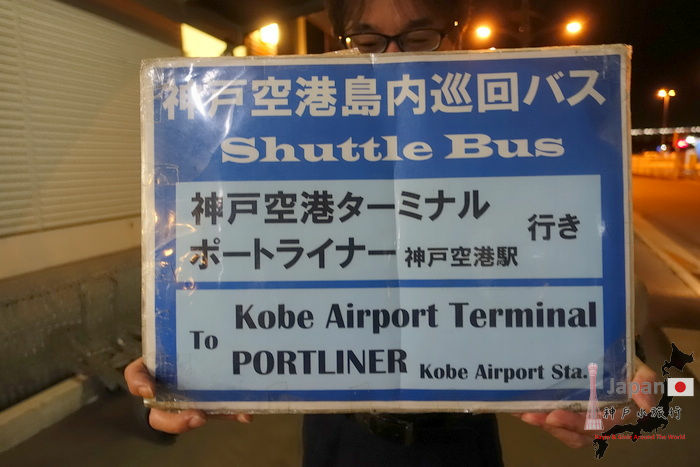 神戸空港島内巡回バス
Shuttle Bus
神戸空港ターミナル
ポートライナー 神戸空港駅
行き
To
Kobe Airport Terminal
PORTLINER Kobe Airport Sta.
Japan
神戸小旅行